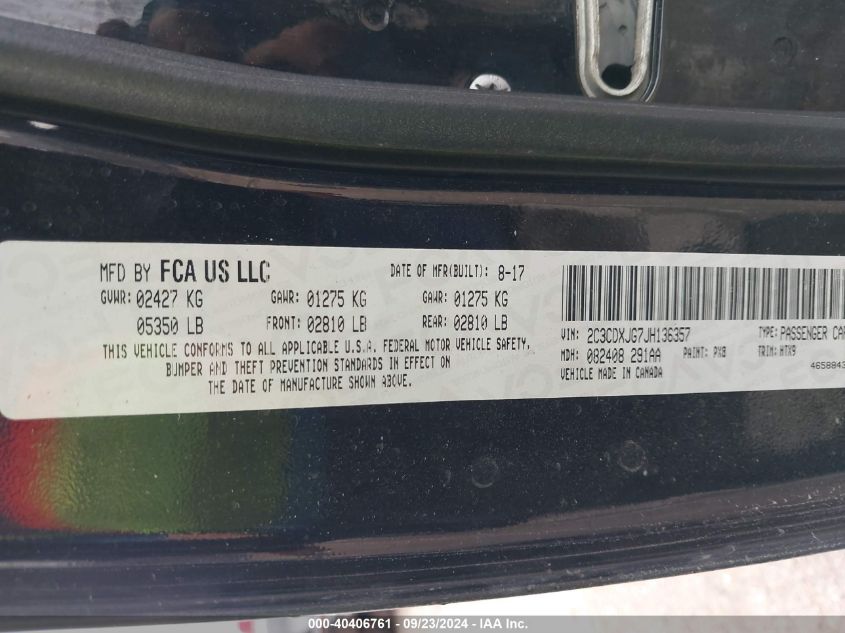 MFD BY FCA US LLC
DATE OF MFR(BUILT): 8-17
GVWR: 02427 KG GAWR: 01275 KG GAWR: 01275 KG
05350 LB FRONT: 02810 LB REAR: 02810 LB
THIS VEHICLE CONFORMS TO ALL APPLICABLE U.S.A. FEDERAL MOTOR VEHICLE SAFETY,
BUMPER AND THEFT PREVENTION STANDARDS IN EFFECT ON
THE DATE OF MANUFACTURE SHOWN ABOVE.
VIN: 2C3CDXJG7JH136357 TYPE: PASSENGER CAR
MDH: 082408 291AA PAINT: PX8 TRIM: HTX9
VEHICLE MADE IN CANADA
000-40406761 - 09/23/2024 - IAA Inc.